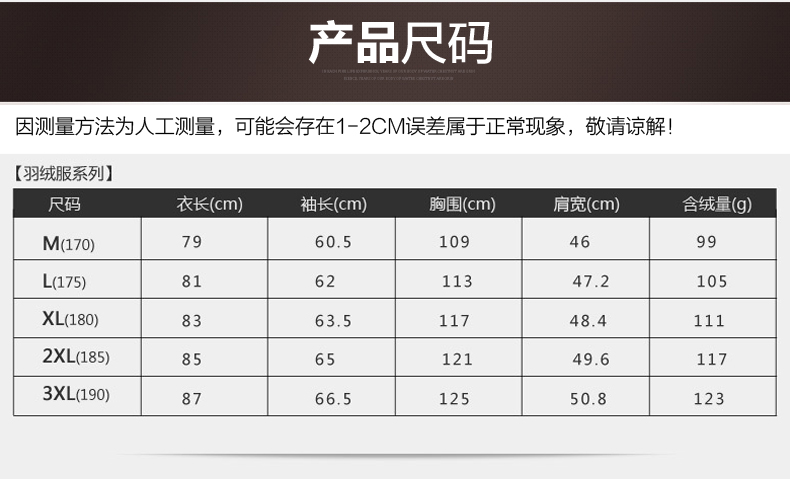 产品尺码
因测量方法为人工测量，可能会存在1-2CM误差属于正常现象，敬请谅解！
【羽绒服系列】
尺码 衣长(cm) 袖长(cm) 胸围(cm) 肩宽(cm) 含绒量(g)
M(170) 79 60.5 109 46 99
L(175) 81 62 113 47.2 105
XL(180) 83 63.5 117 48.4 111
2XL(185) 85 65 121 49.6 117
3XL(190) 87 66.5 125 50.8 123